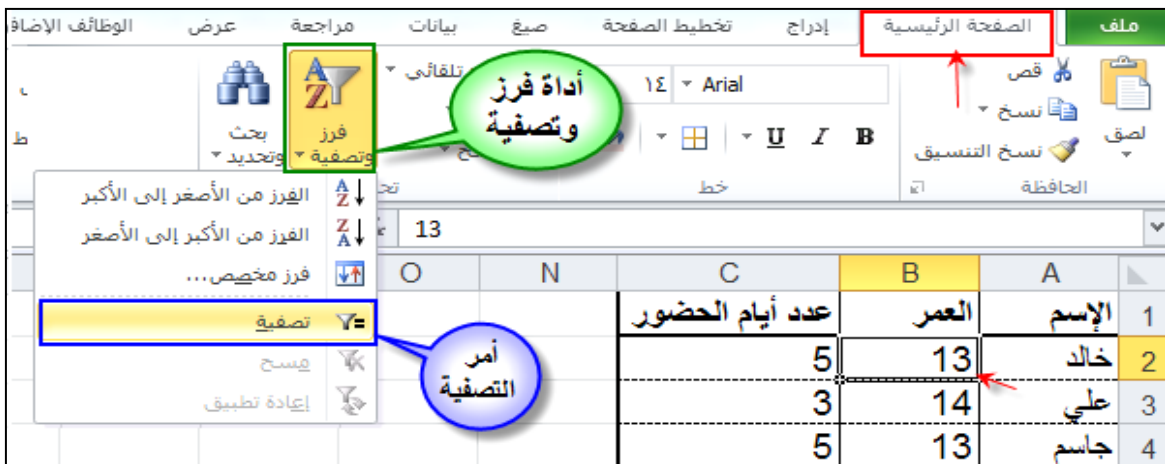 ملف الصفحة الرئيسية إدراج تخطيط الصفحة صيغ بيانات مراجعة عرض الوظائف الإضافي
لصق
قص
نسخ
نسخ التنسيق
الحافظة
Arial ١٤
B I U
خط
تلقائي
أداة فرز
وتصفية
فرز
وتصفية
بحث
وتحديد
الفرز من الأصغر إلى الأكبر
الفرز من الأكبر إلى الأصغر
فرز مخصص...
تصفية
مسح
إعادة تطبيق
أمر
التصفية
13
A B C N O
1 الإسم العمر عدد أيام الحضور
2 خالد 13 5
3 علي 14 3
4 جاسم 13 5